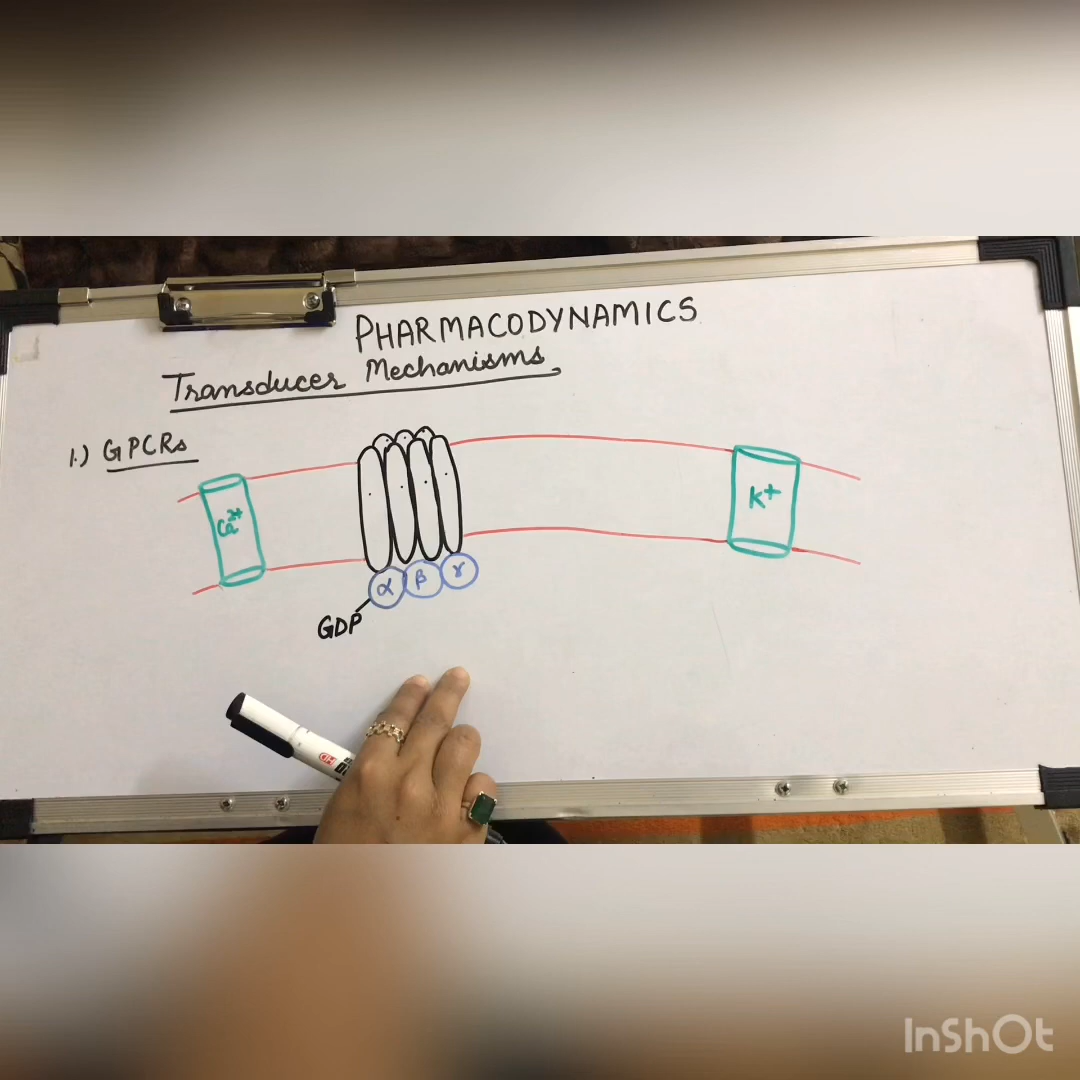 PHARMACODYNAMICS
Transducer Mechanisms
1.) GPCRs
Ca²⁺
K⁺
α β γ
GDP
InShOt